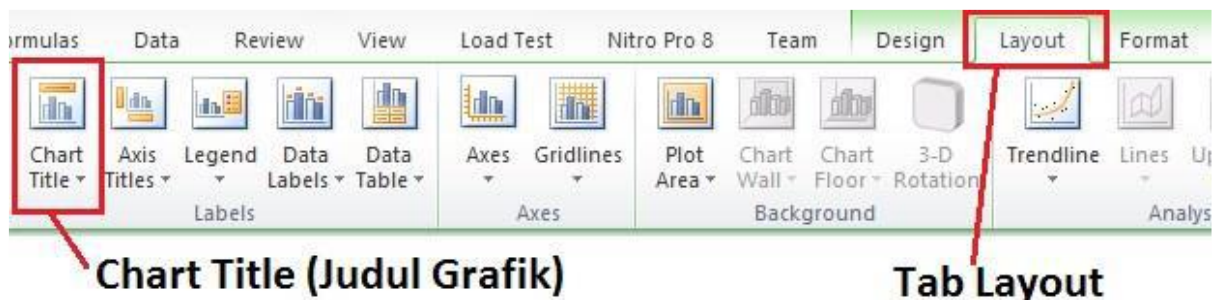 Data Review View Load Test Nitro Pro 8 Team Design Layout Format
Chart Title
Axis Titles
Legend
Data Labels
Data Table
Axes
Gridlines
Plot Area
Chart Wall
Chart Floor
3-D Rotation
Trendline
Lines
Labels
Axes
Background
Chart Title (Judul Grafik)
Tab Layout